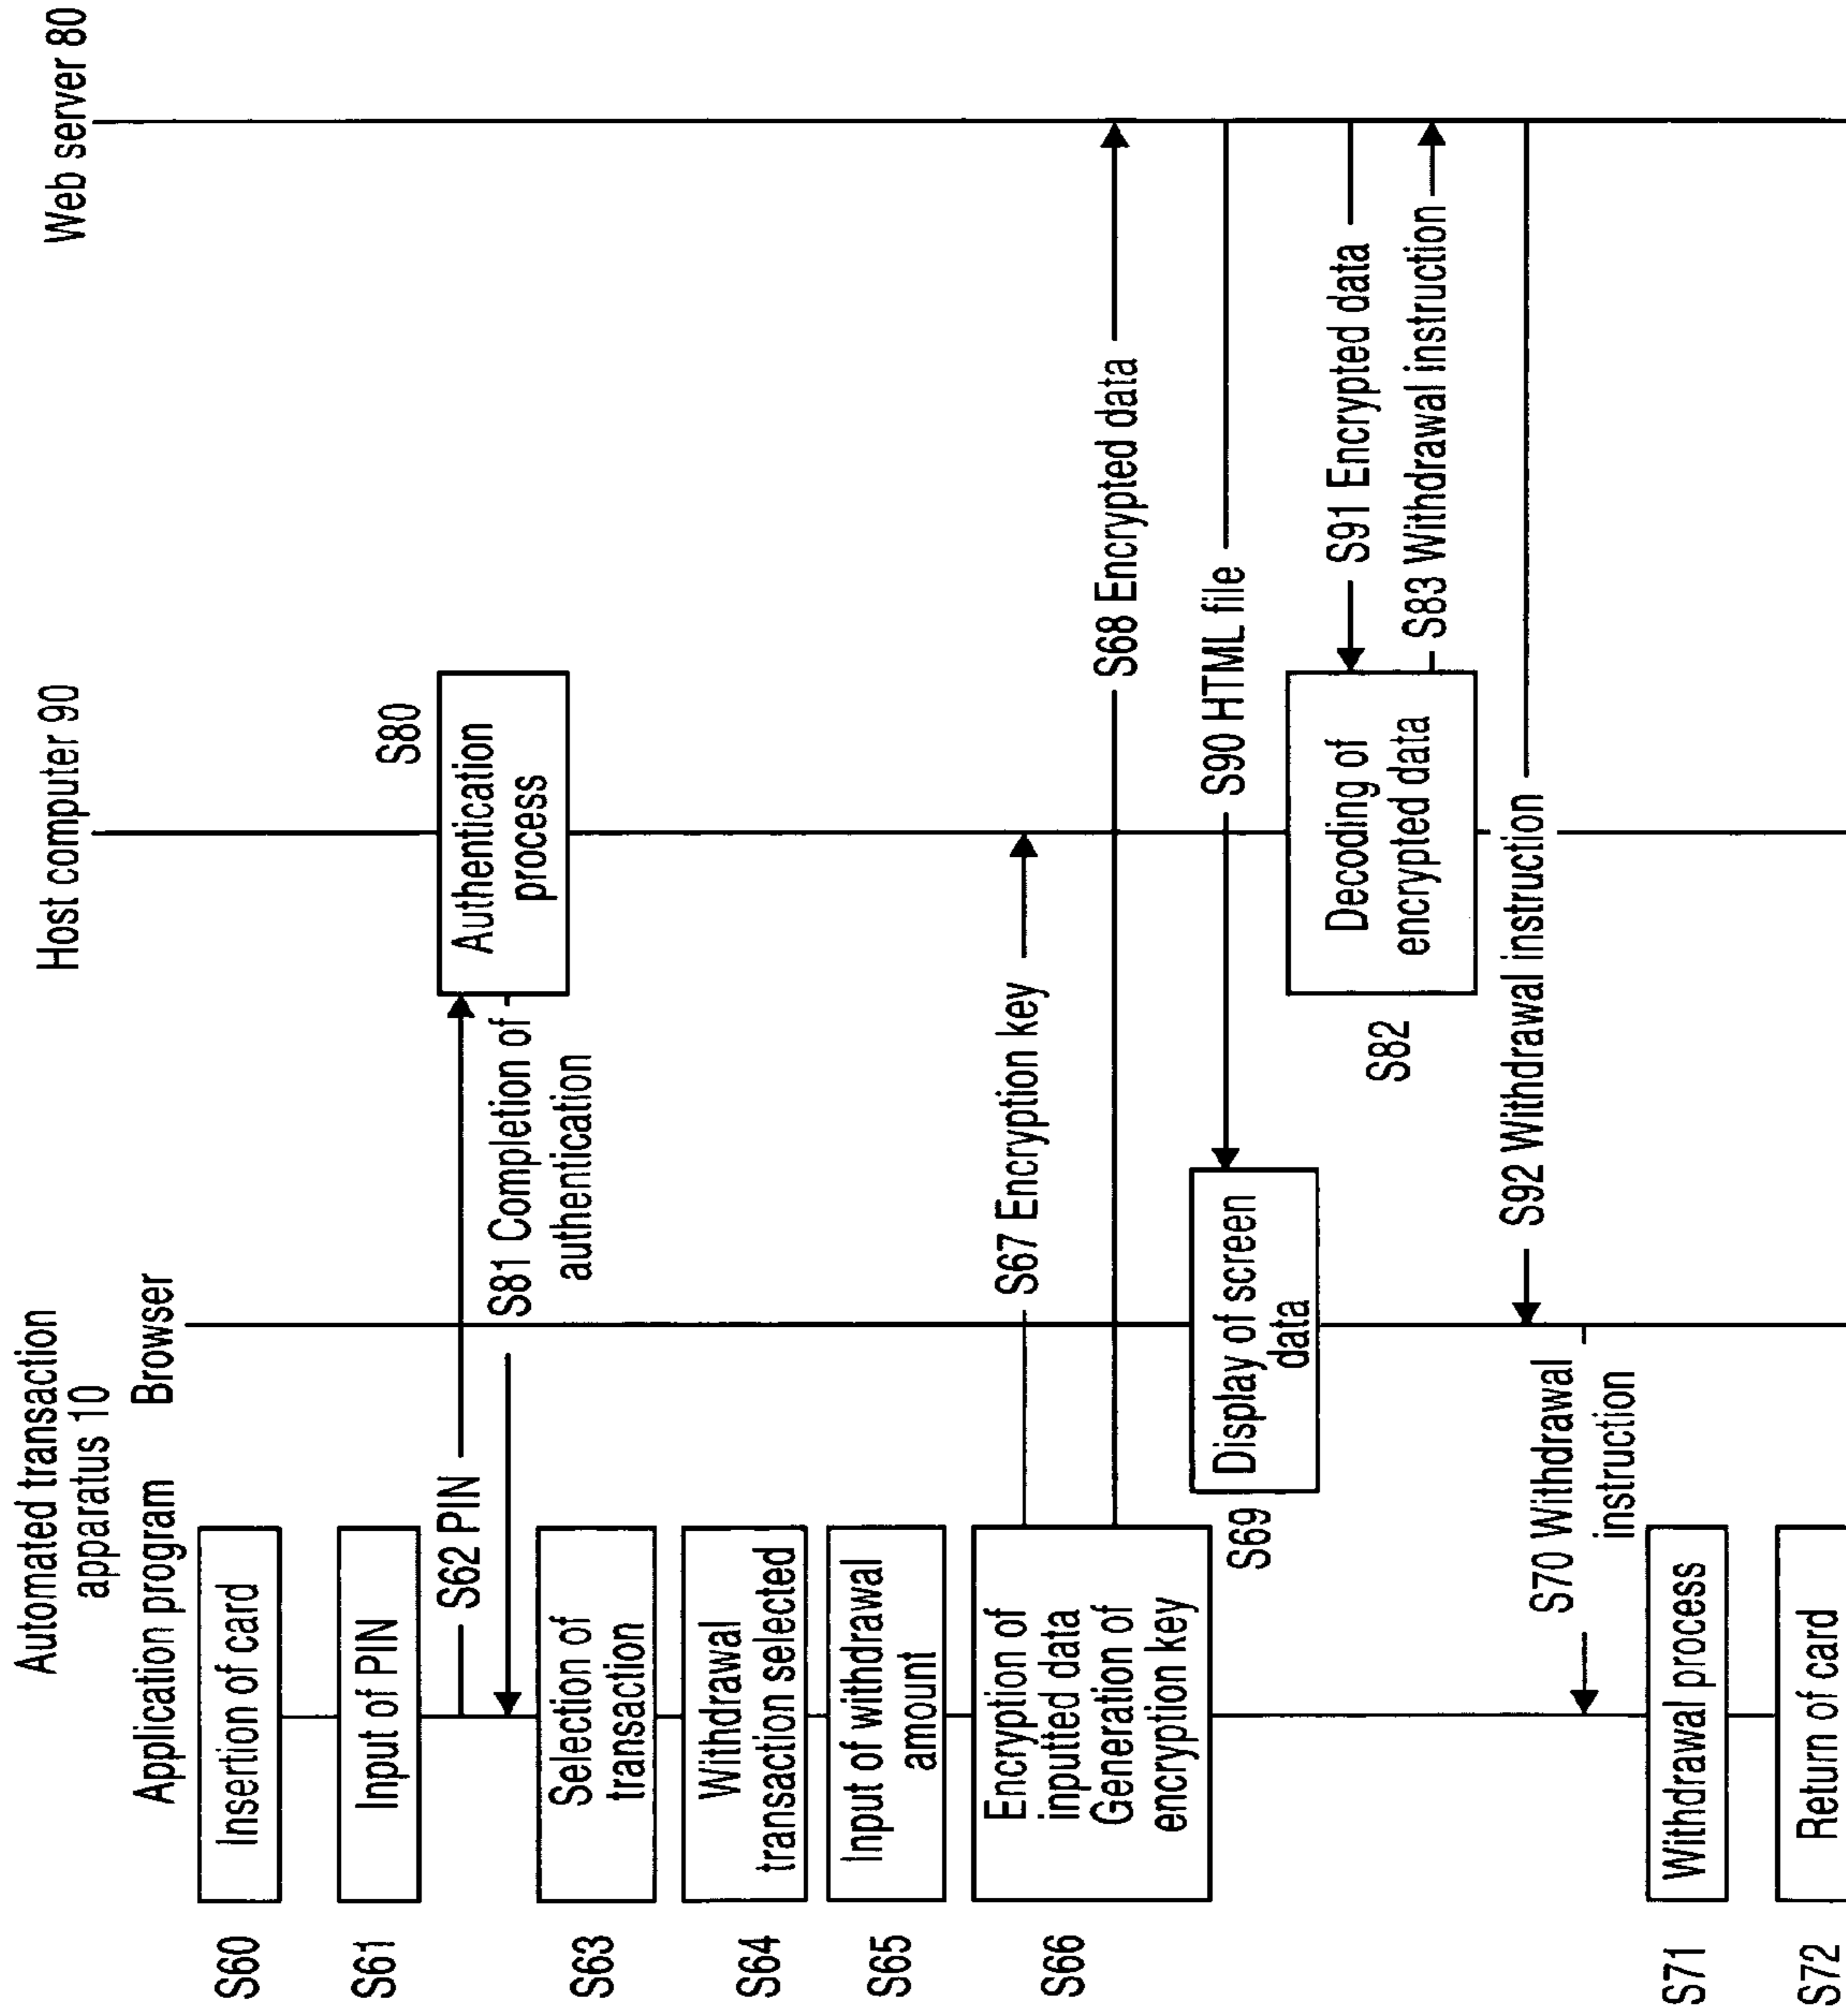 Automated transaction
apparatus 10
Application program
Browser
Host computer 90
Web server 80
S60
Insertion of card
S61
Input of PIN
S62 PIN
S80
Authentication
process
S81 Completion of
authentication
S63
Selection of
transaction
S64
Withdrawal
transaction selected
S65
Input of withdrawal
amount
S66
Encryption of
inputted data
Generation of
encryption key
S67 Encryption key
S68 Encrypted data
S90 HTML file
S69
Display of screen
data
S91 Encrypted data
S82
Decoding of
encrypted data
S83 Withdrawal instruction
S92 Withdrawal instruction
S70 Withdrawal
instruction
S71
Withdrawal process
S72
Return of card